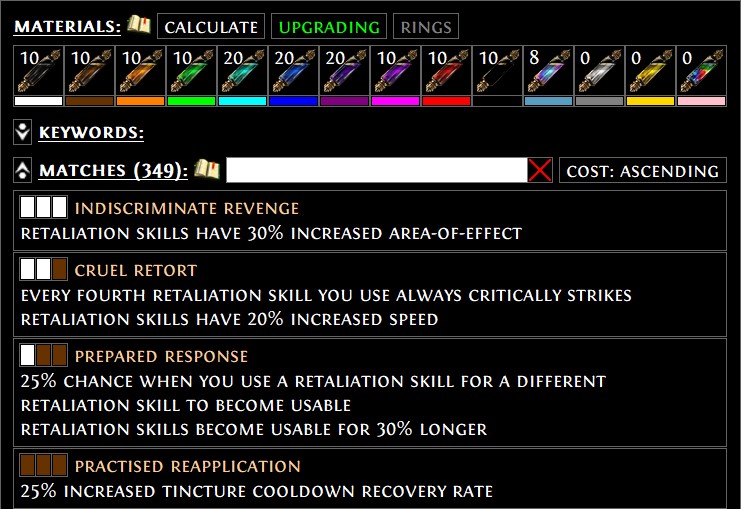 MATERIALS: CALCULATE UPGRADING RINGS
10 10 10 10 20 20 20 10 10 10 8 0 0 0
KEYWORDS:
MATCHES (349): COST: ASCENDING
INDISCRIMINATE REVENGE
RETALIATION SKILLS HAVE 30% INCREASED AREA-OF-EFFECT
CRUEL RETORT
EVERY FOURTH RETALIATION SKILL YOU USE ALWAYS CRITICALLY STRIKES
RETALIATION SKILLS HAVE 20% INCREASED SPEED
PREPARED RESPONSE
25% CHANCE WHEN YOU USE A RETALIATION SKILL FOR A DIFFERENT
RETALIATION SKILL TO BECOME USABLE
RETALIATION SKILLS BECOME USABLE FOR 30% LONGER
PRACTISED REAPPLICATION
25% INCREASED TINCTURE COOLDOWN RECOVERY RATE